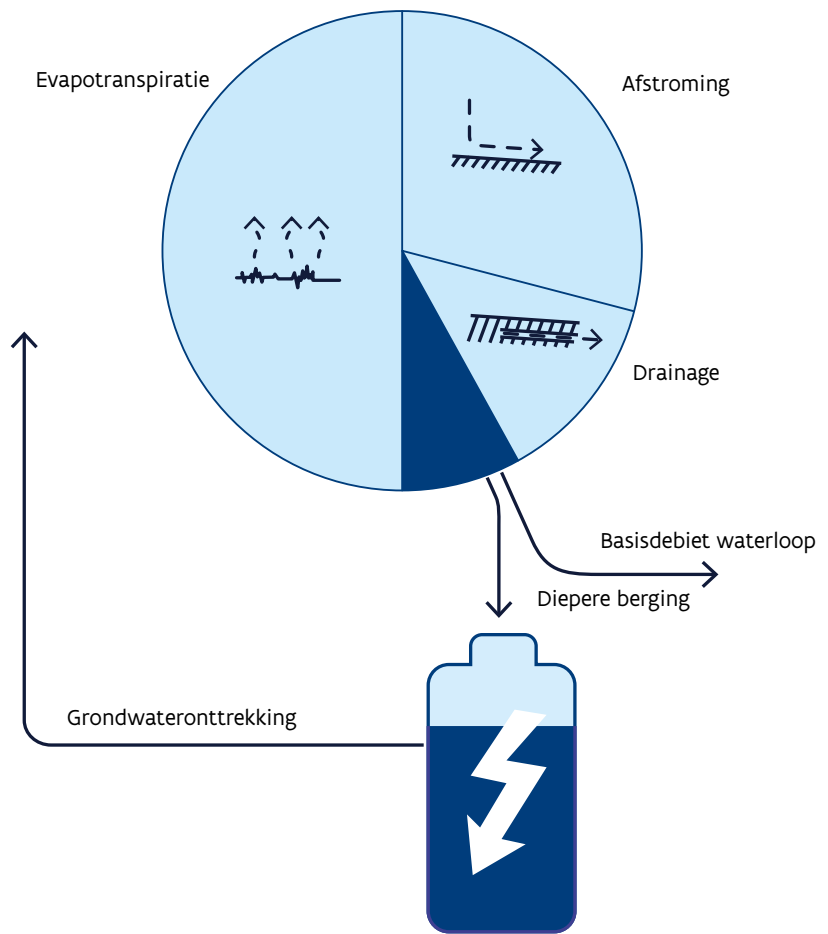 Evapotranspiratie
Afstroming
Drainage
Basisdebiet waterloop
Diepere berging
Grondwateronttrekking